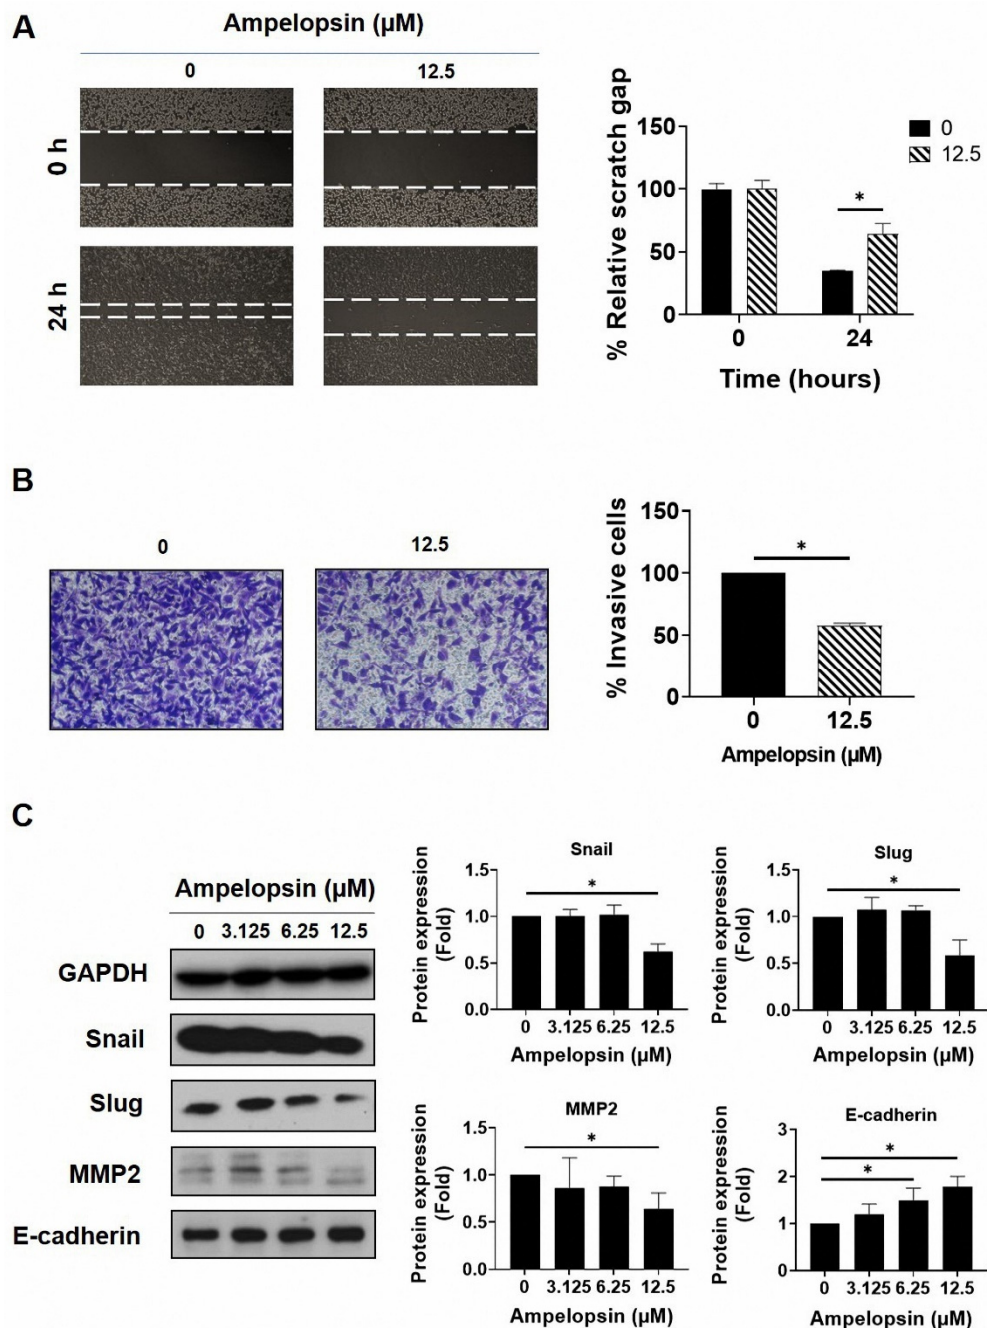 A
Ampelopsin (µM)
0 12.5
0 h
24 h
% Relative scratch gap
150
100
50
0
0 24
Time (hours)
*
0
12.5
B
0 12.5
% Invasive cells
150
100
50
0
*
0 12.5
Ampelopsin (µM)
C
Ampelopsin (µM)
0 3.125 6.25 12.5
GAPDH
Snail
Slug
MMP2
E-cadherin
Snail
Protein expression
(Fold)
1.5
1.0
0.5
0.0
*
0 3.125 6.25 12.5
Ampelopsin (µM)
Slug
Protein expression
(Fold)
1.5
1.0
0.5
0.0
*
0 3.125 6.25 12.5
Ampelopsin (µM)
MMP2
Protein expression
(Fold)
1.5
1.0
0.5
0.0
*
0 3.125 6.25 12.5
Ampelopsin (µM)
E-cadherin
Protein expression
(Fold)
3
2
1
0
*
*
0 3.125 6.25 12.5
Ampelopsin (µM)